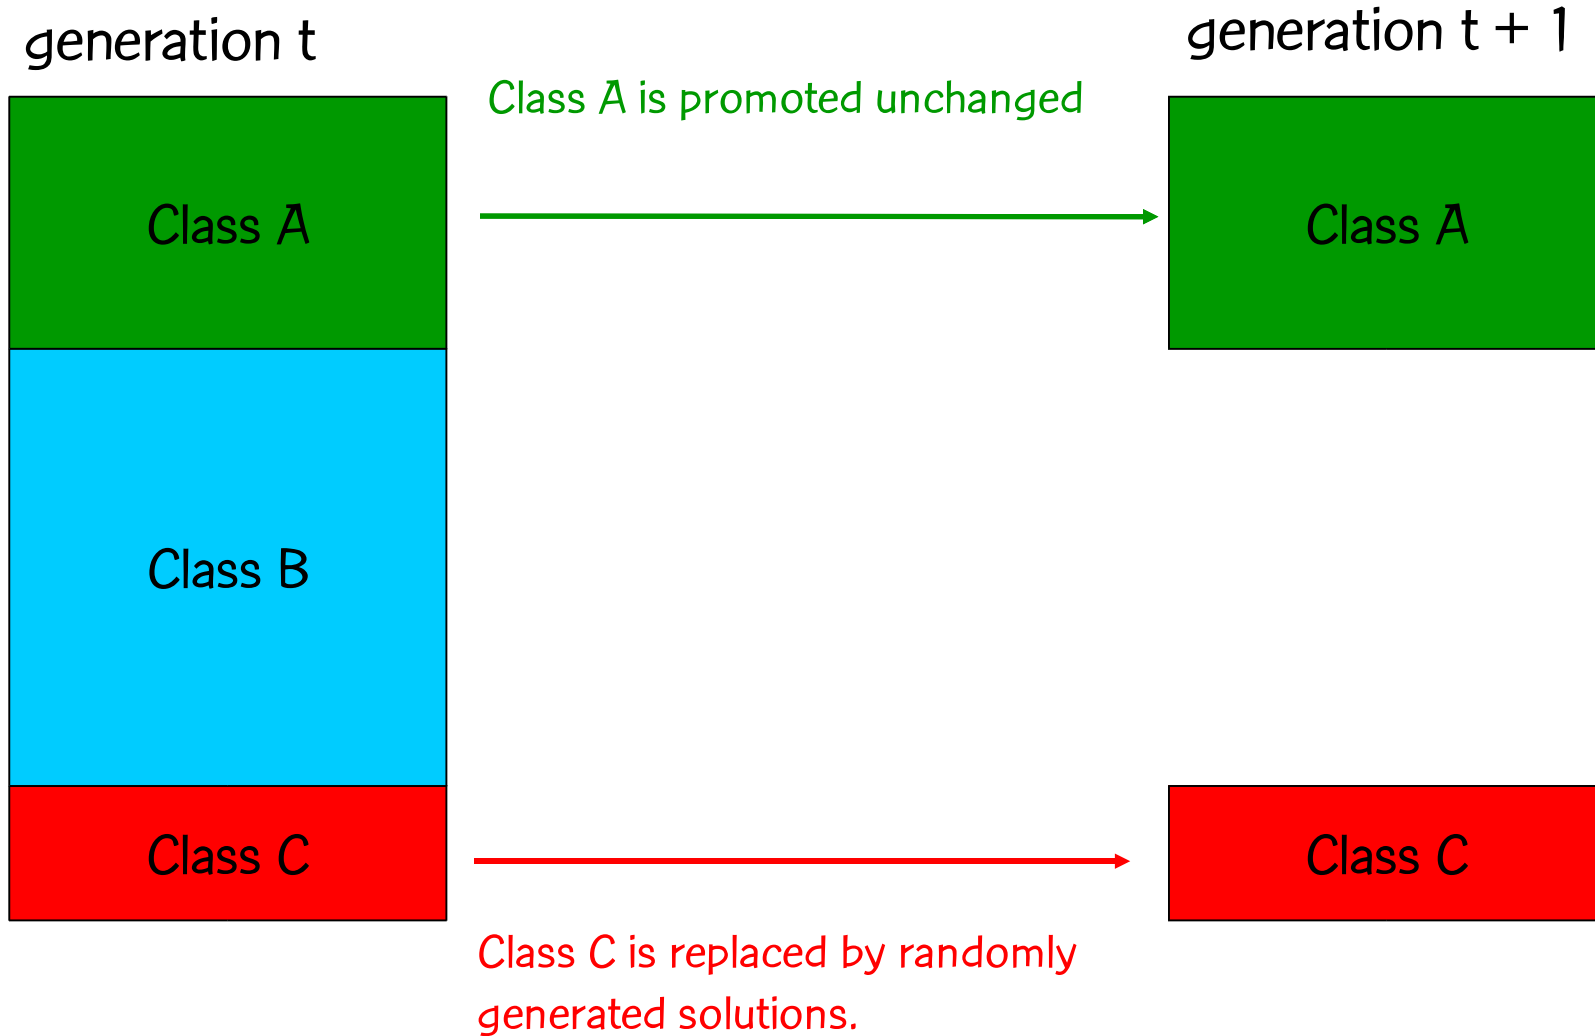 generation t
generation t + 1
Class A is promoted unchanged
Class A
Class A
Class B
Class C
Class C
Class C is replaced by randomly
generated solutions.